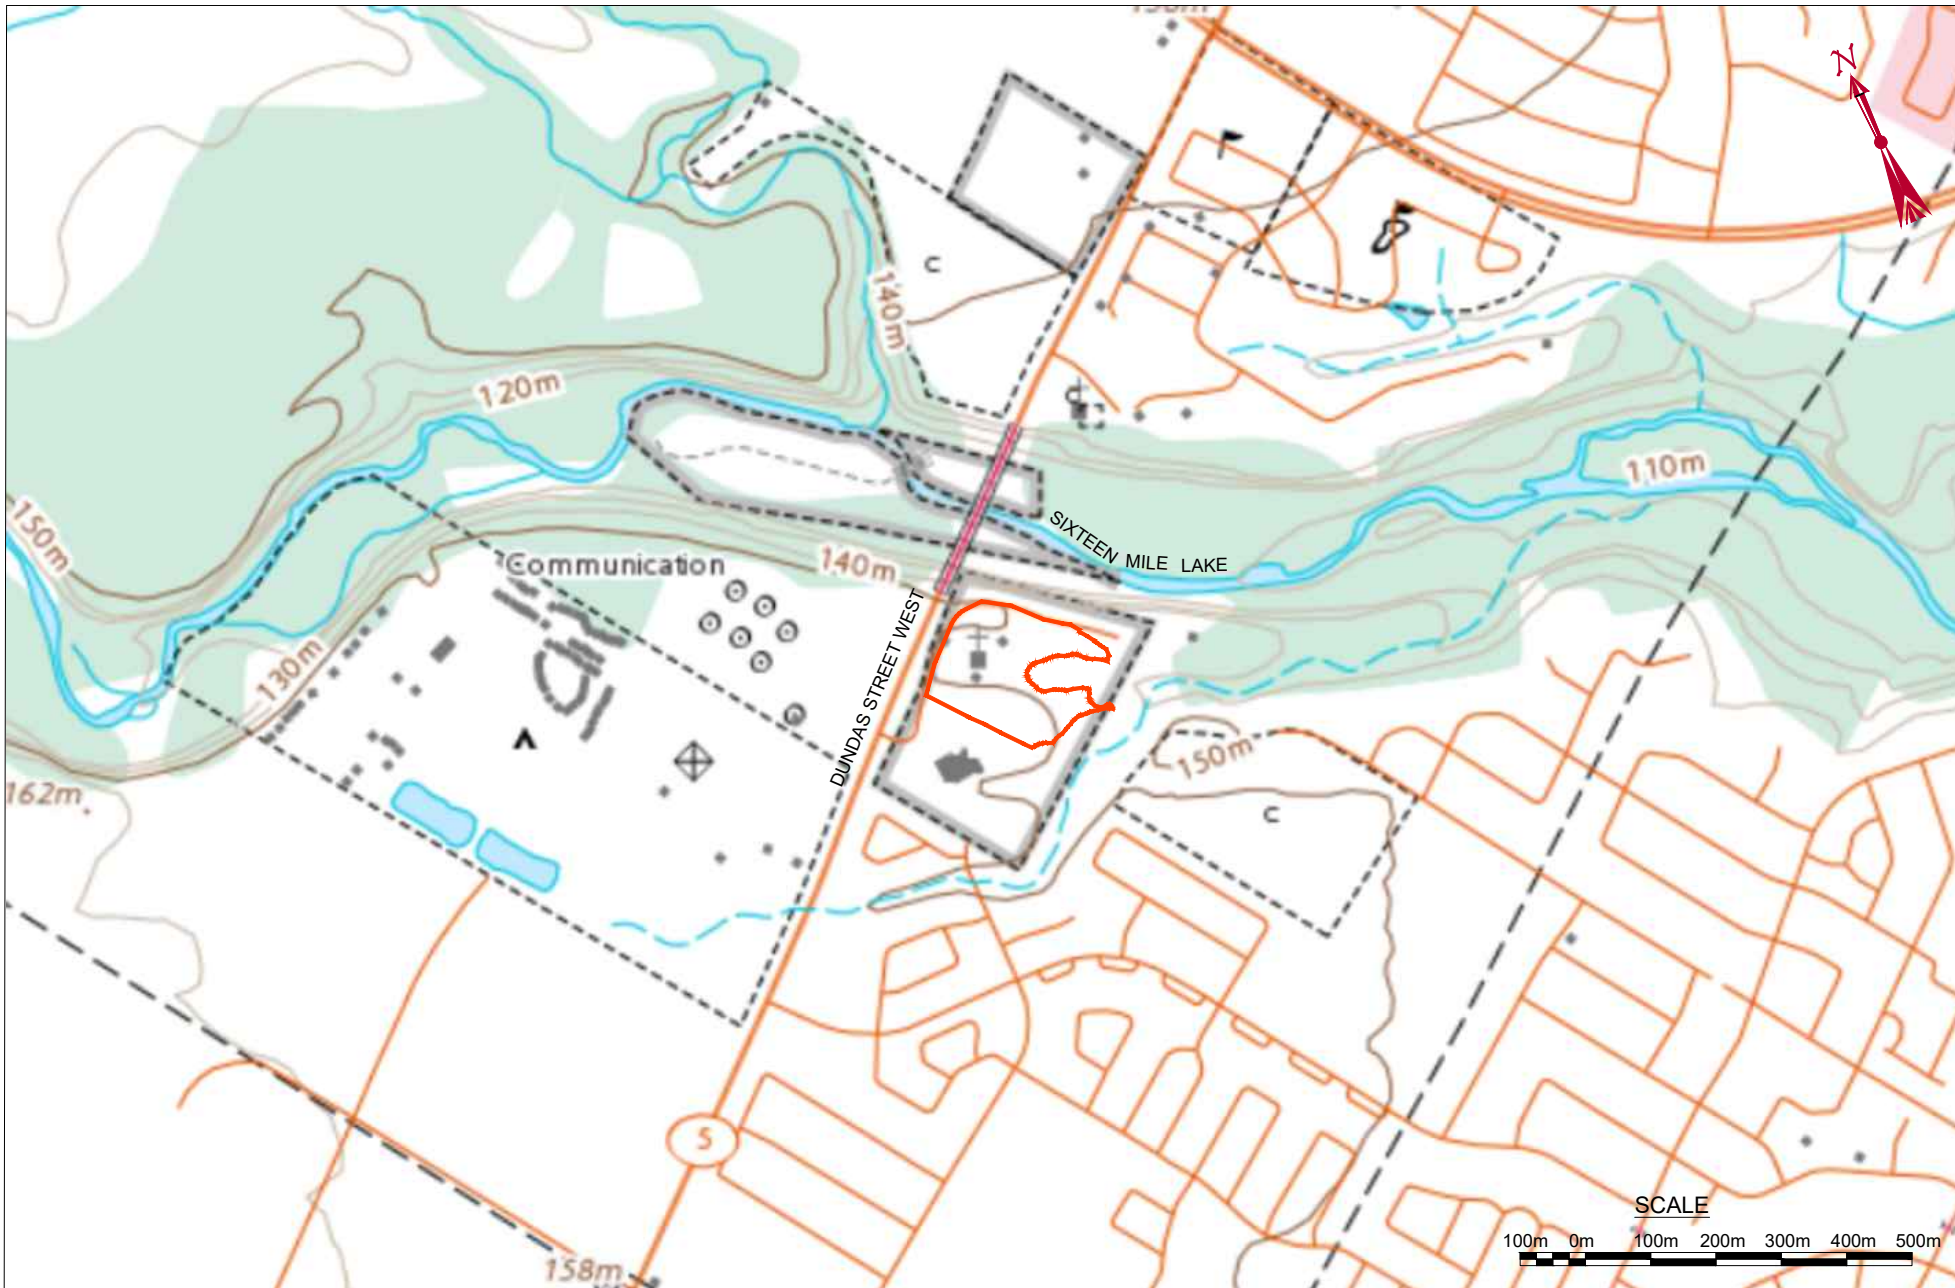 N
140m
C
120m
110m
150m
SIXTEEN MILE LAKE
Communication
140m
DUNDAS STREET WEST
130m
150m
162m
C
5
SCALE
100m 0m 100m 200m 300m 400m 500m
158m